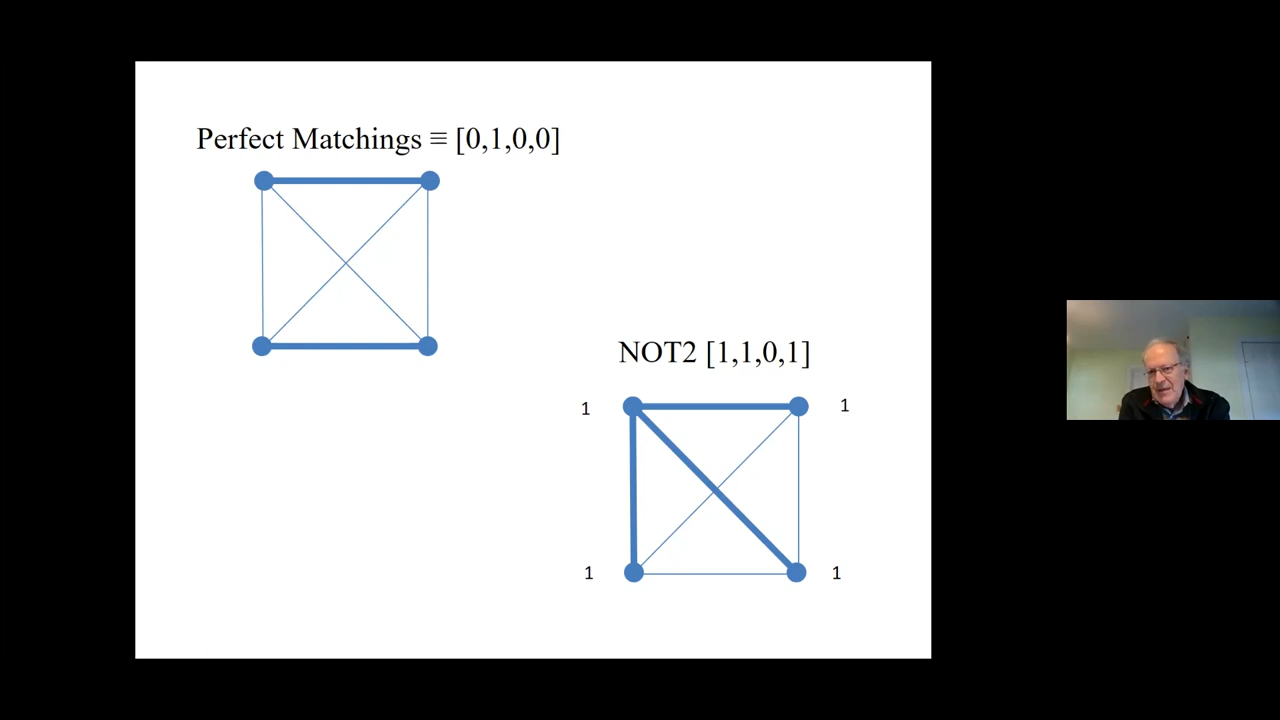 Perfect Matchings ≡ [0,1,0,0]
NOT2 [1,1,0,1]
1
1
1
1